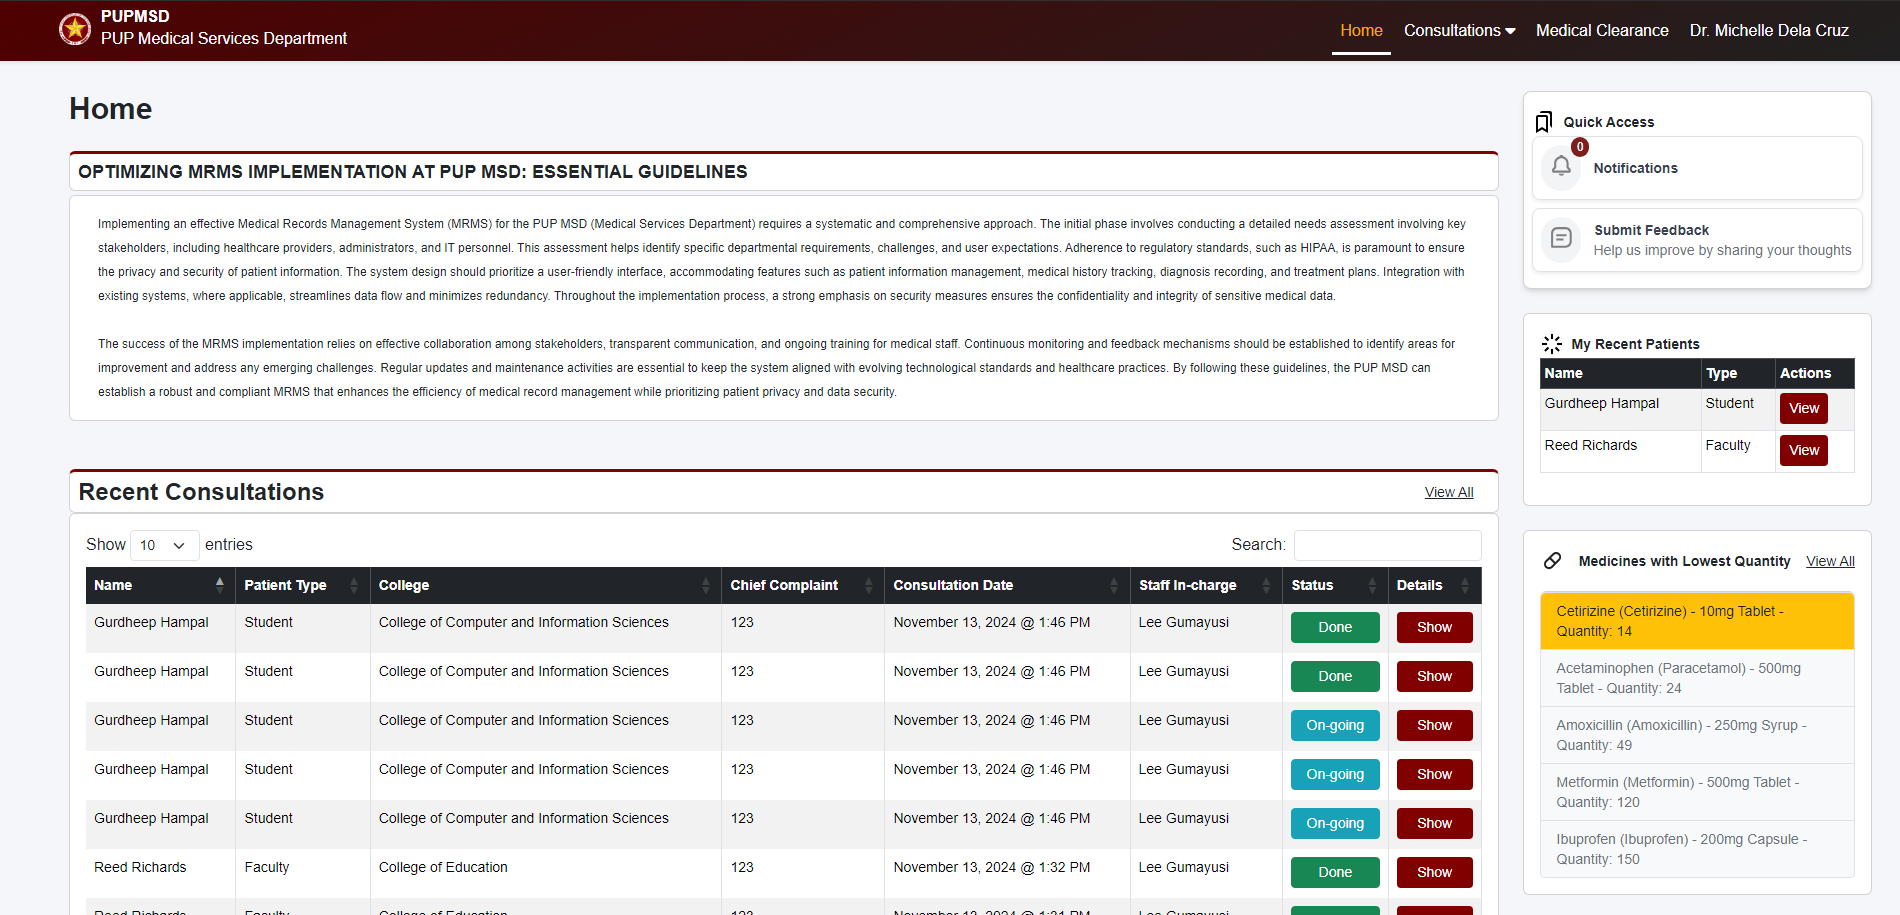 PUPMSD
PUP Medical Services Department
Home
Consultations
Medical Clearance
Dr. Michelle Dela Cruz
Home
OPTIMIZING MRMS IMPLEMENTATION AT PUP MSD: ESSENTIAL GUIDELINES
Implementing an effective Medical Records Management System (MRMS) for the PUP MSD (Medical Services Department) requires a systematic and comprehensive approach. The initial phase involves conducting a detailed needs assessment involving key
stakeholders, including healthcare providers, administrators, and IT personnel. This assessment helps identify specific departmental requirements, challenges, and user expectations. Adherence to regulatory standards, such as HIPAA, is paramount to ensure
the privacy and security of patient information. The system design should prioritize a user-friendly interface, accommodating features such as patient information management, medical history tracking, diagnosis recording, and treatment plans. Integration with
existing systems, where applicable, streamlines data flow and minimizes redundancy. Throughout the implementation process, a strong emphasis on security measures ensures the confidentiality and integrity of sensitive medical data.
The success of the MRMS implementation relies on effective collaboration among stakeholders, transparent communication, and ongoing training for medical staff. Continuous monitoring and feedback mechanisms should be established to identify areas for
improvement and address any emerging challenges. Regular updates and maintenance activities are essential to keep the system aligned with evolving technological standards and healthcare practices. By following these guidelines, the PUP MSD can
establish a robust and compliant MRMS that enhances the efficiency of medical record management while prioritizing patient privacy and data security.
Recent Consultations
View All
Show 10 entries
Search:
Name Patient Type College Chief Complaint Consultation Date Staff In-charge Status Details
Gurdheep Hampal Student College of Computer and Information Sciences 123 November 13, 2024 @ 1:46 PM Lee Gumayusi Done Show
Gurdheep Hampal Student College of Computer and Information Sciences 123 November 13, 2024 @ 1:46 PM Lee Gumayusi Done Show
Gurdheep Hampal Student College of Computer and Information Sciences 123 November 13, 2024 @ 1:46 PM Lee Gumayusi On-going Show
Gurdheep Hampal Student College of Computer and Information Sciences 123 November 13, 2024 @ 1:46 PM Lee Gumayusi On-going Show
Gurdheep Hampal Student College of Computer and Information Sciences 123 November 13, 2024 @ 1:46 PM Lee Gumayusi On-going Show
Reed Richards Faculty College of Education 123 November 13, 2024 @ 1:32 PM Lee Gumayusi Done Show
Reed Richards Faculty College of Education 123 November 13, 2024 @ 1:31 PM Lee Gumayusi
Quick Access
0
Notifications
Submit Feedback
Help us improve by sharing your thoughts
My Recent Patients
Name Type Actions
Gurdheep Hampal Student View
Reed Richards Faculty View
Medicines with Lowest Quantity View All
Cetirizine (Cetirizine) - 10mg Tablet -
Quantity: 14
Acetaminophen (Paracetamol) - 500mg
Tablet - Quantity: 24
Amoxicillin (Amoxicillin) - 250mg Syrup -
Quantity: 49
Metformin (Metformin) - 500mg Tablet -
Quantity: 120
Ibuprofen (Ibuprofen) - 200mg Capsule -
Quantity: 150